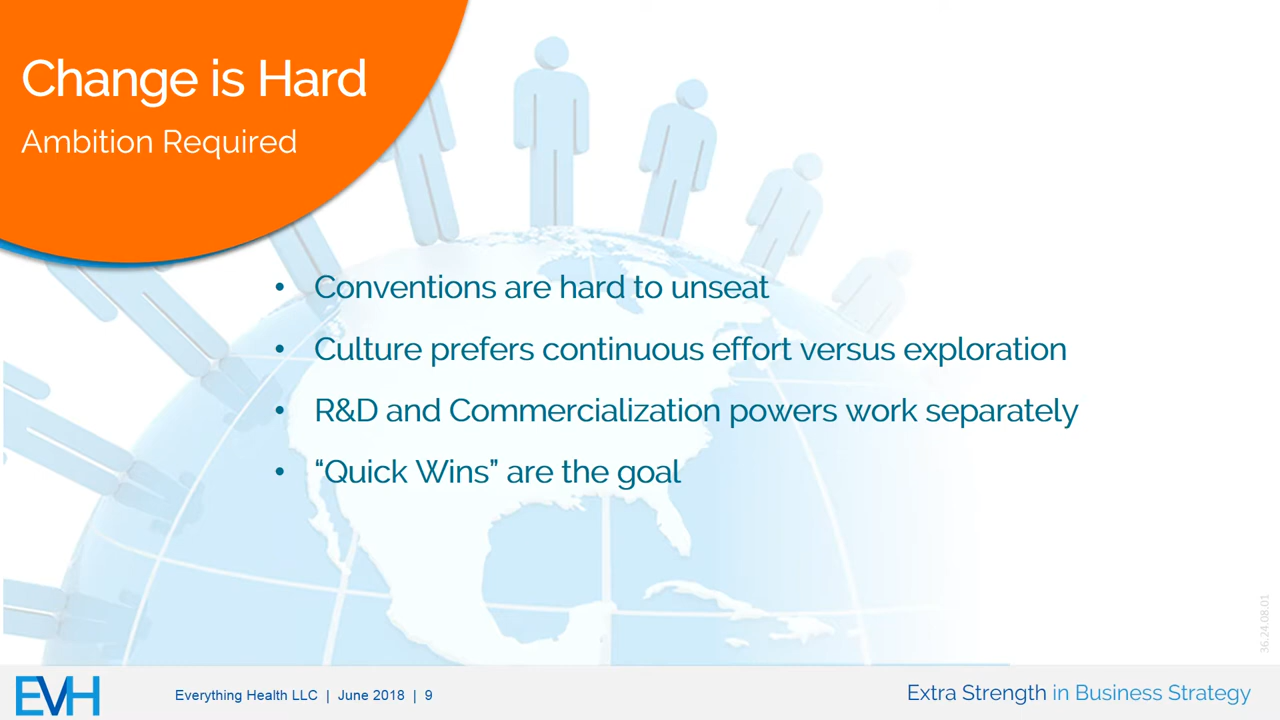 Change is Hard
Ambition Required
• Conventions are hard to unseat
• Culture prefers continuous effort versus exploration
• R&D and Commercialization powers work separately
• “Quick Wins” are the goal
36.24.08.01
EVH
Everything Health LLC | June 2018 | 9
Extra Strength in Business Strategy